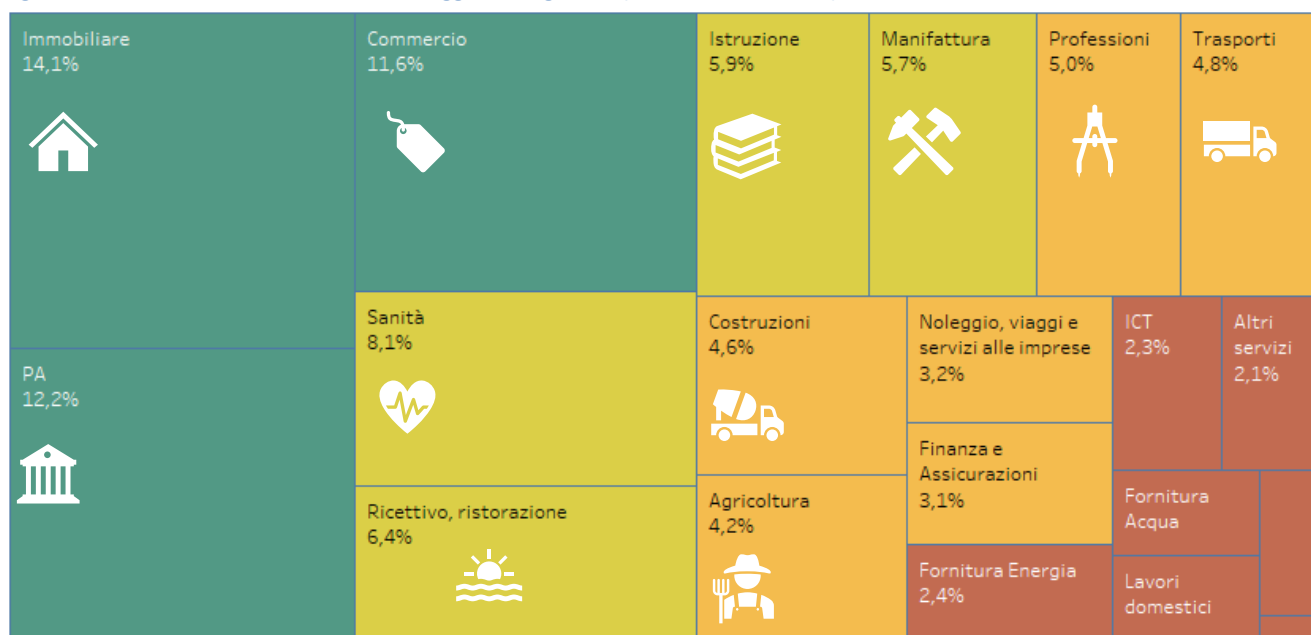 Immobiliare
14,1%
Commercio
11,6%
Istruzione
5,9%
Manifattura
5,7%
Professioni
5,0%
Trasporti
4,8%
Sanità
8,1%
Costruzioni
4,6%
Noleggio, viaggi e
servizi alle imprese
3,2%
ICT
2,3%
Altri
servizi
2,1%
PA
12,2%
Finanza e
Assicurazioni
3,1%
Ricettivo, ristorazione
6,4%
Agricoltura
4,2%
Fornitura
Acqua
Fornitura Energia
2,4%
Lavori
domestici